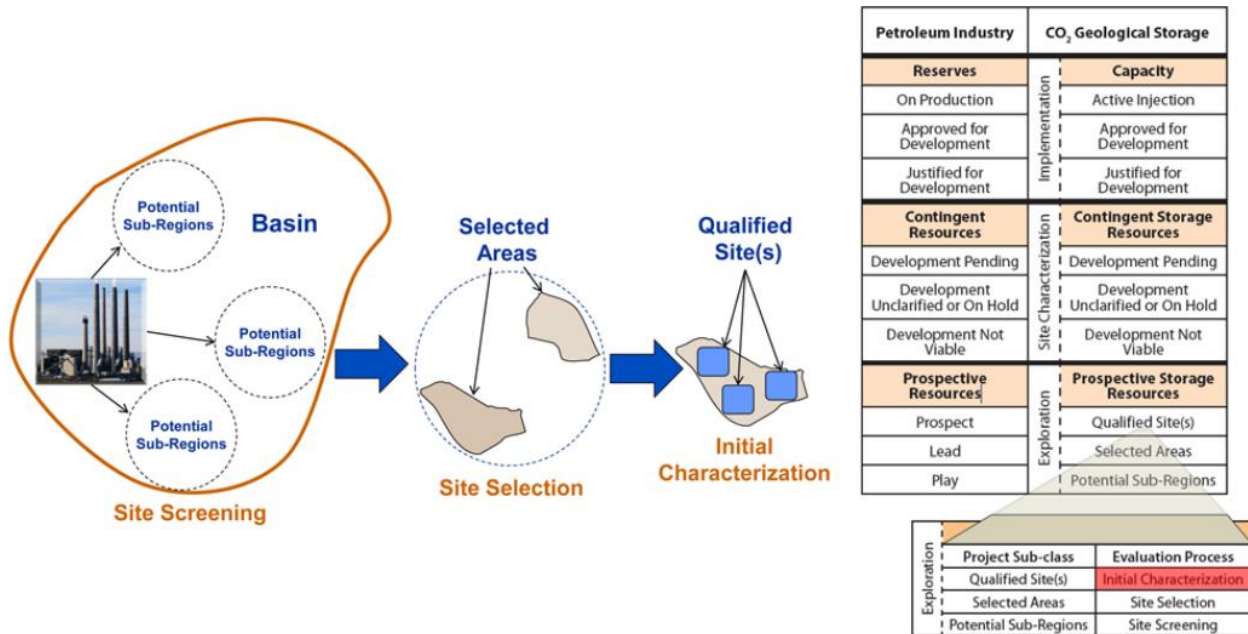 Potential
Sub-Regions
Basin
Potential
Sub-Regions
Potential
Sub-Regions
Site Screening
Selected
Areas
Site Selection
Qualified
Site(s)
Initial
Characterization
Petroleum Industry
CO₂ Geological Storage
Reserves
Capacity
On Production
Active Injection
Approved for
Development
Approved for
Development
Justified for
Development
Justified for
Development
Implementation
Contingent
Resources
Contingent Storage
Resources
Development Pending
Development Pending
Development
Unclarified or On Hold
Development
Unclarified or On Hold
Development Not
Viable
Development Not
Viable
Site Characterization
Prospective
Resources
Prospective Storage
Resources
Prospect
Qualified Site(s)
Lead
Selected Areas
Play
Potential Sub-Regions
Exploration
Exploration
Project Sub-class
Evaluation Process
Qualified Site(s)
Initial Characterization
Selected Areas
Site Selection
Potential Sub-Regions
Site Screening